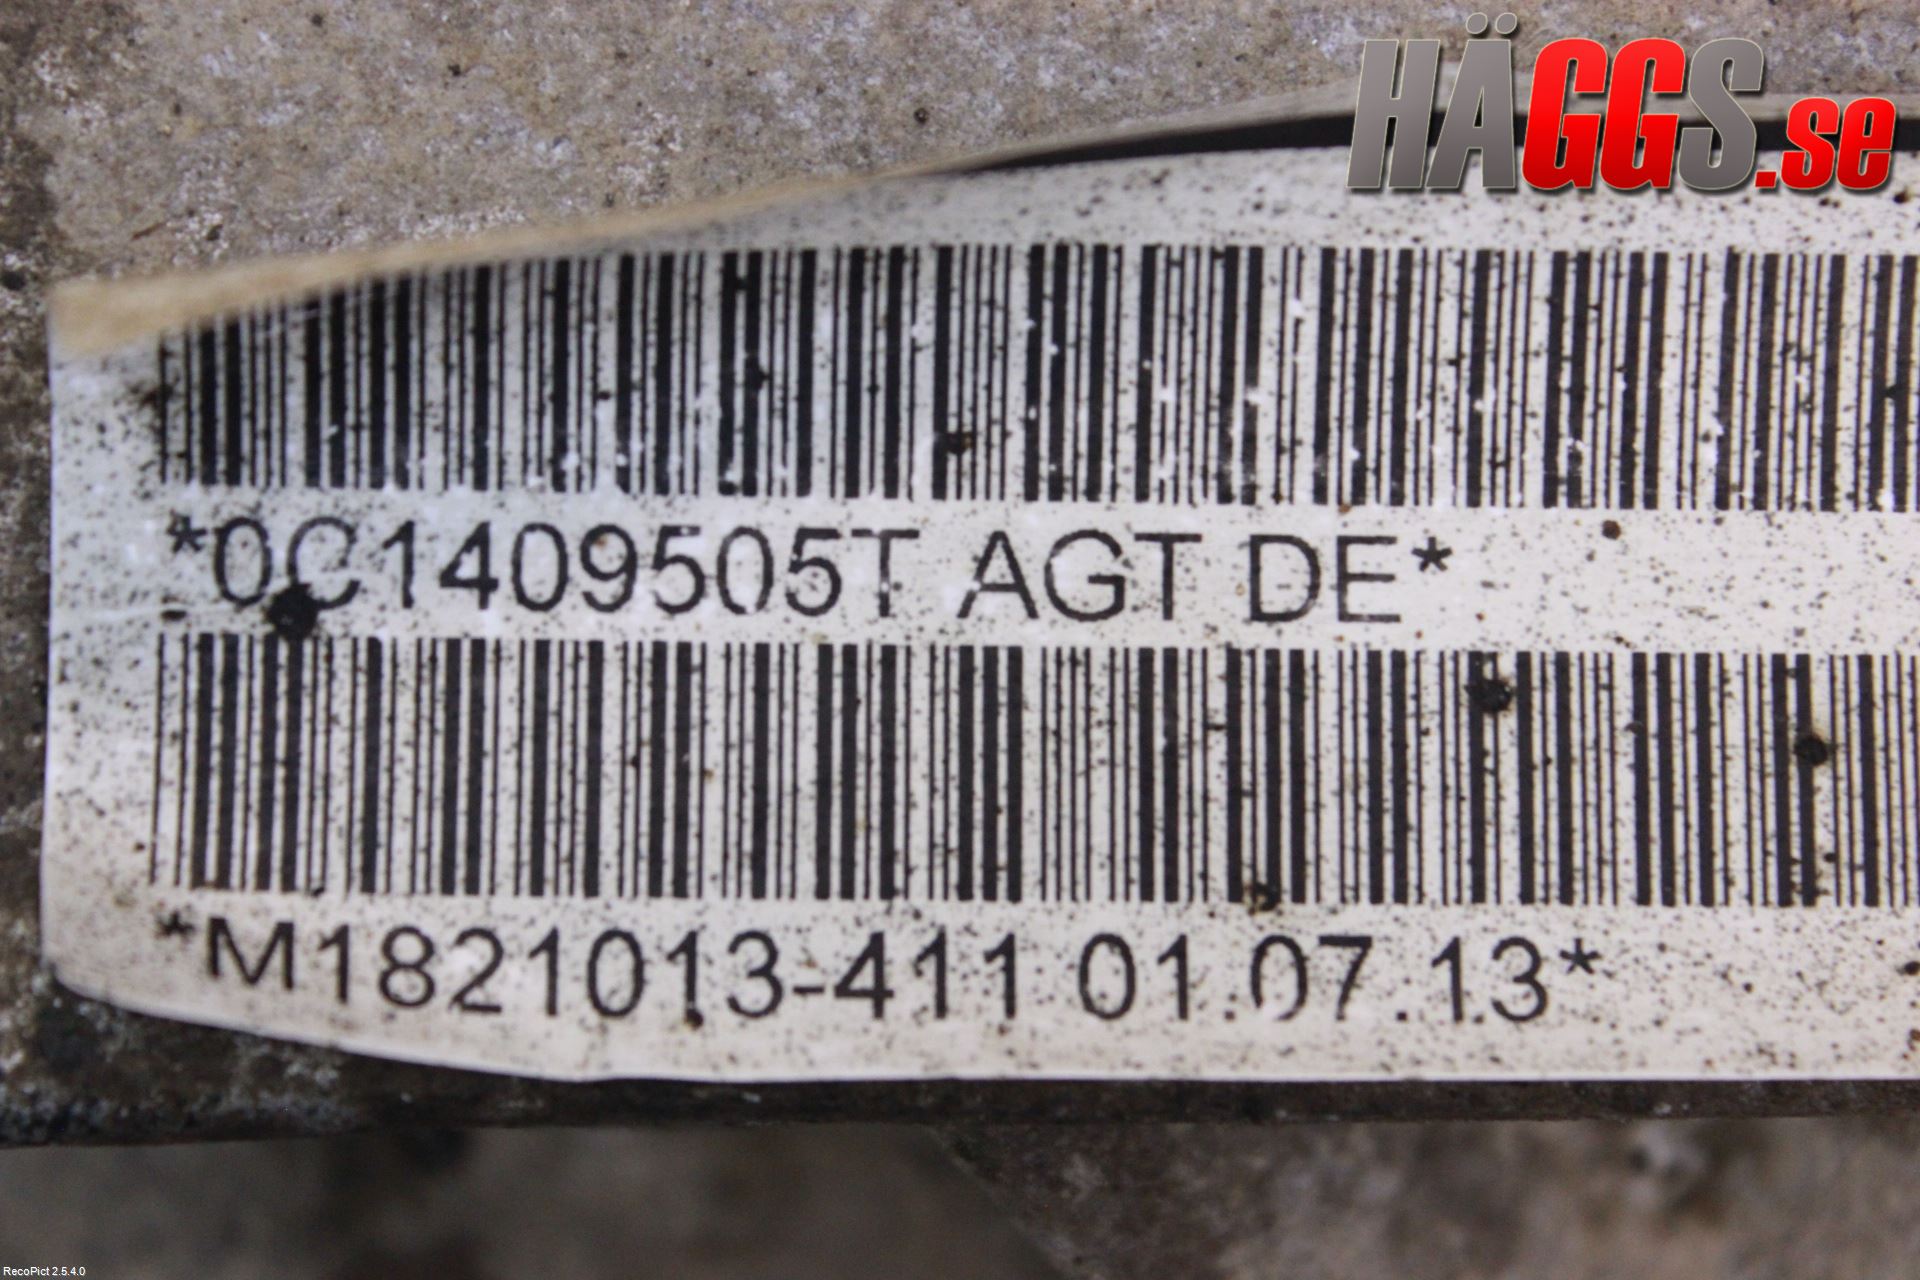 HÄGGS.se
*0C1409505T AGT DE*
*M1821013-411 01.07.13*
RecoPict 2.5.4.0